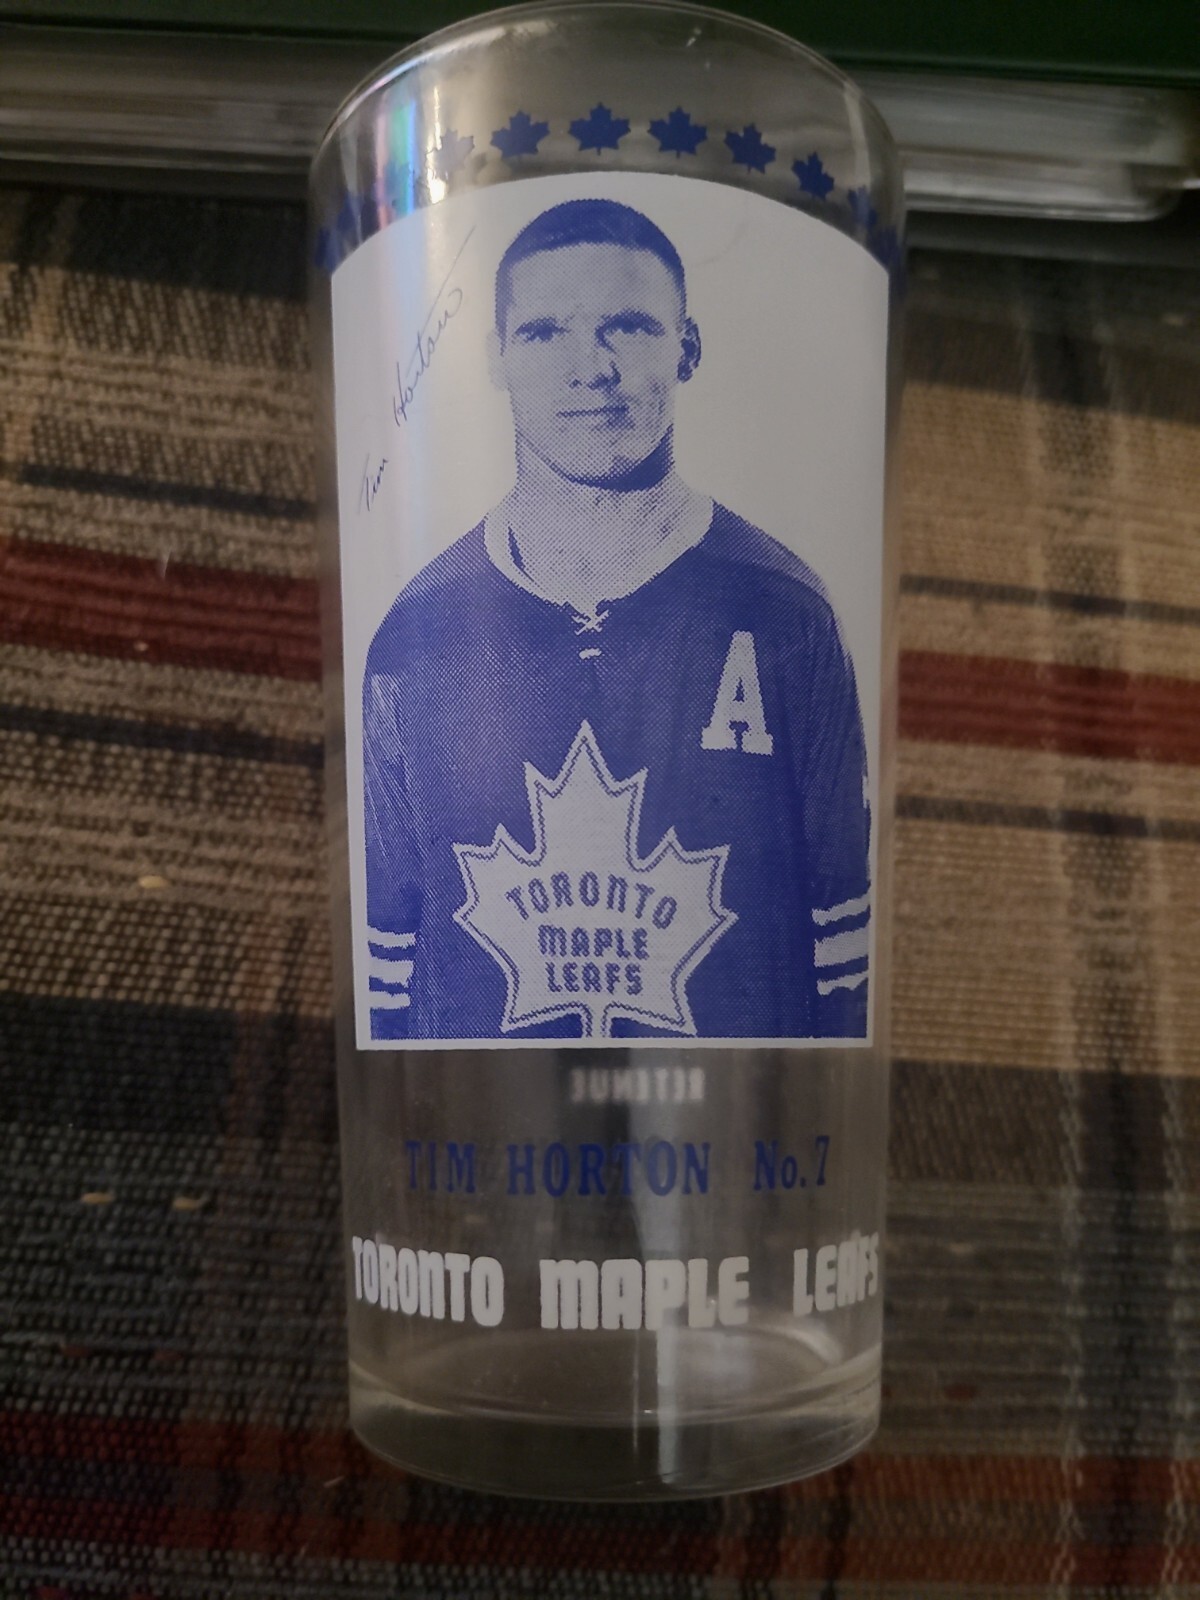 Tim Horton
A
TORONTO
MAPLE
LEAFS
TIM HORTON No. 7
TORONTO MAPLE LEAFS